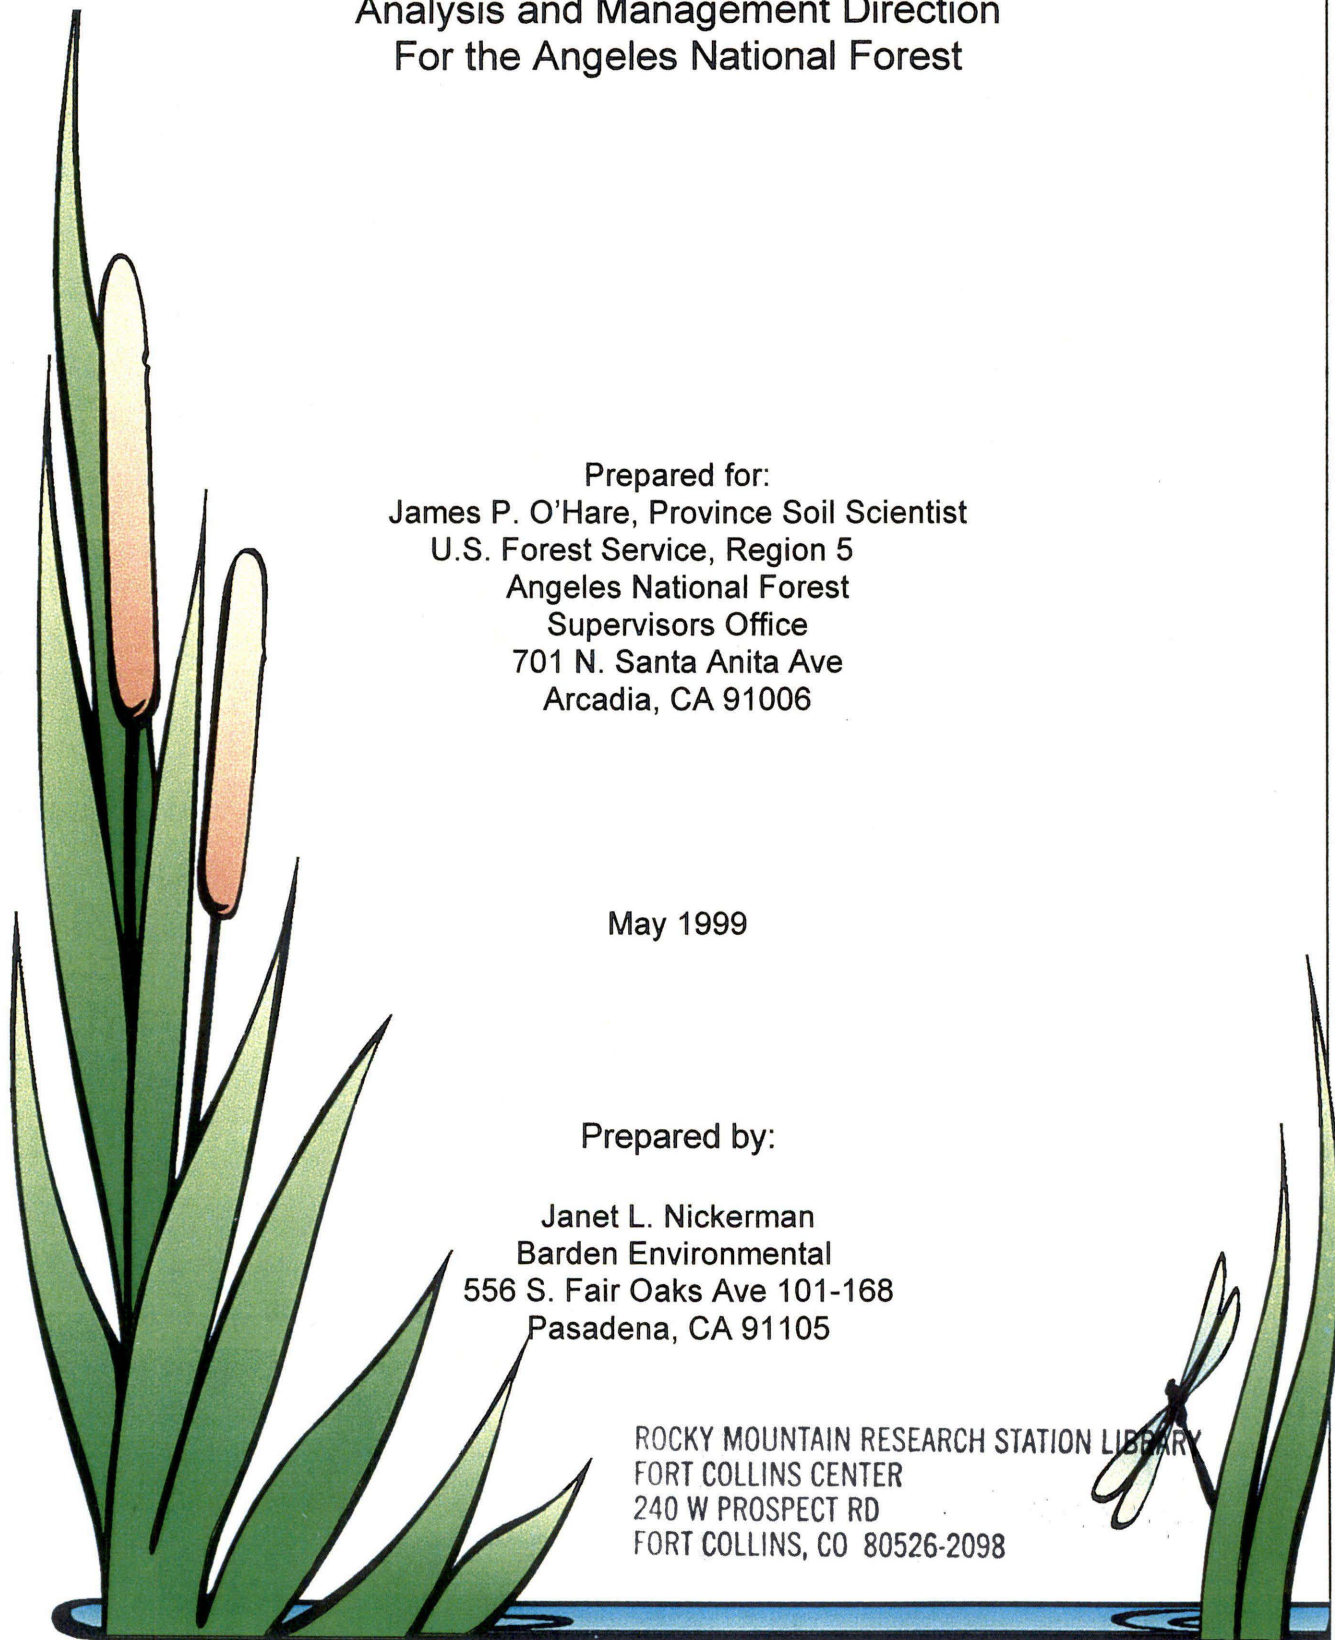 Analysis and Management Direction
For the Angeles National Forest
Prepared for:
James P. O'Hare, Province Soil Scientist
U.S. Forest Service, Region 5
Angeles National Forest
Supervisors Office
701 N. Santa Anita Ave
Arcadia, CA 91006
May 1999
Prepared by:
Janet L. Nickerman
Barden Environmental
556 S. Fair Oaks Ave 101-168
Pasadena, CA 91105
ROCKY MOUNTAIN RESEARCH STATION LIBRARY
FORT COLLINS CENTER
240 W PROSPECT RD
FORT COLLINS, CO 80526-2098